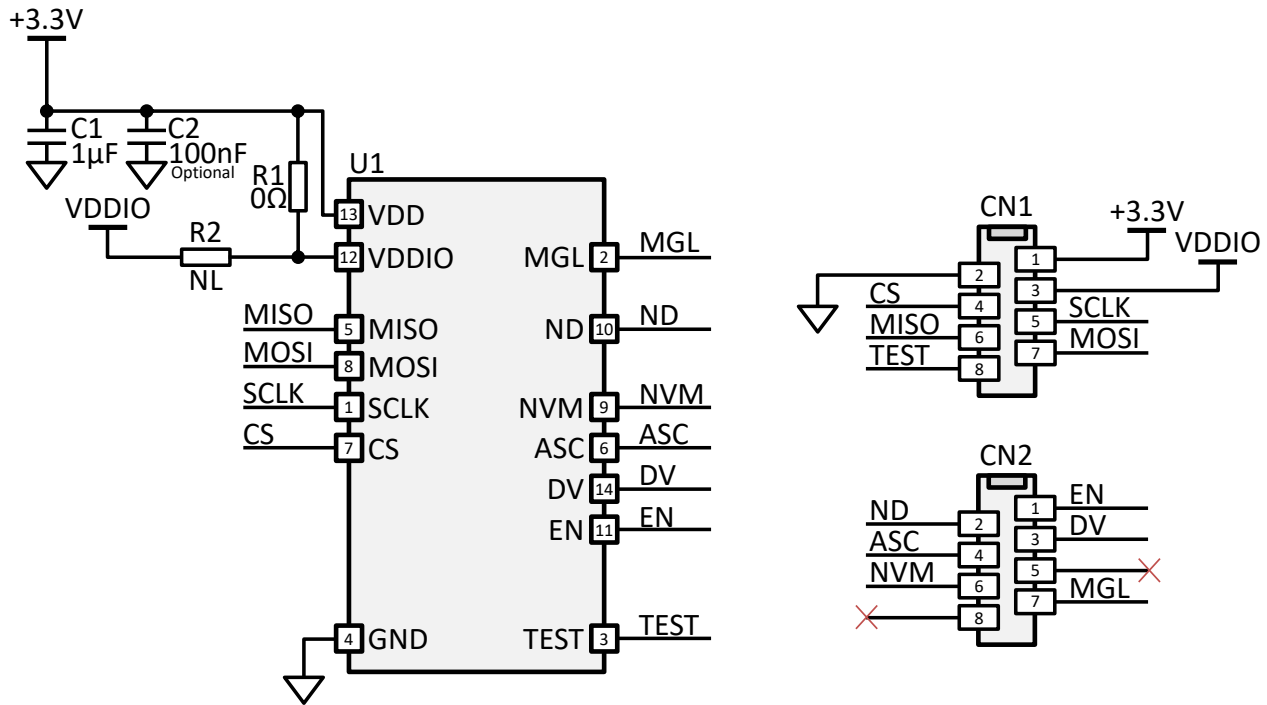 +3.3V
C1
1µF
C2
100nF
Optional
R1
0Ω
VDDIO
R2
NL
U1
13 VDD
12 VDDIO
MISO 5 MISO
MOSI 8 MOSI
SCLK 1 SCLK
CS 7 CS
4 GND
MGL 2 MGL
ND 10 ND
NVM 9 NVM
ASC 6 ASC
DV 14 DV
EN 11 EN
TEST 3 TEST
CN1
+3.3V
VDDIO
1
2
3
CS 4
5 SCLK
MISO 6
7 MOSI
TEST 8
CN2
1 EN
ND 2
3 DV
ASC 4
5
NVM 6
7 MGL
8